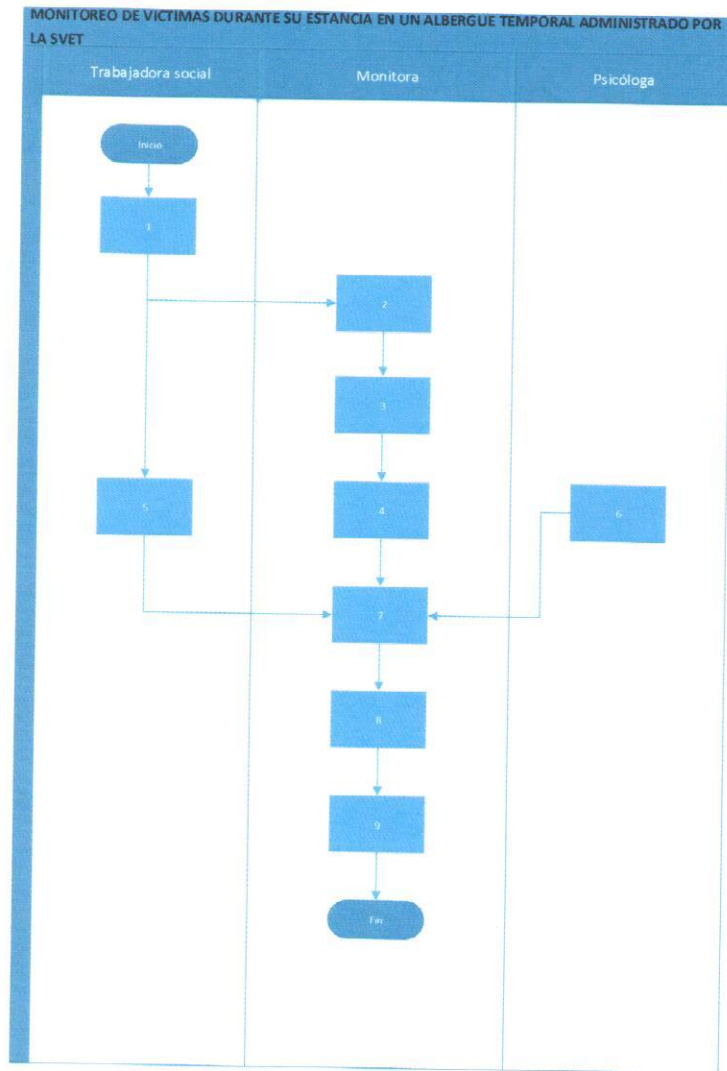 MONITOREO DE VICTIMAS DURANTE SU ESTANCIA EN UN ALBERGUE TEMPORAL ADMINISTRADO POR
LA SVET
Trabajadora social
Monitora
Psicóloga
Inicio
1
2
3
5
4
6
7
8
9
Fin